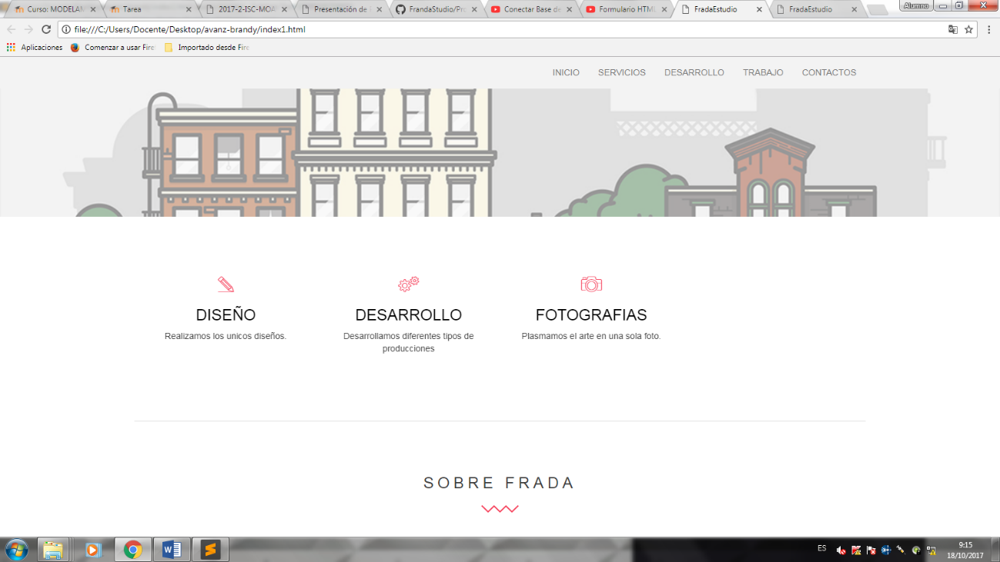 Curso: MODELAM
Tarea
2017-2-ISC-MOA
Presentación de
FrandaStudio/Pro
Conectar Base de
Formulario HTML
FradaEstudio
FradaEstudio
Alumno
file:///C:/Users/Docente/Desktop/avanz-brandy/index1.html
Aplicaciones
Comenzar a usar Firef
Importado desde Fire
INICIO SERVICIOS DESARROLLO TRABAJO CONTACTOS
DISEÑO
Realizamos los unicos diseños.
DESARROLLO
Desarrollamos diferentes tipos de
producciones
FOTOGRAFIAS
Plasmamos el arte en una sola foto.
SOBRE FRADA
ES
9:15
18/10/2017